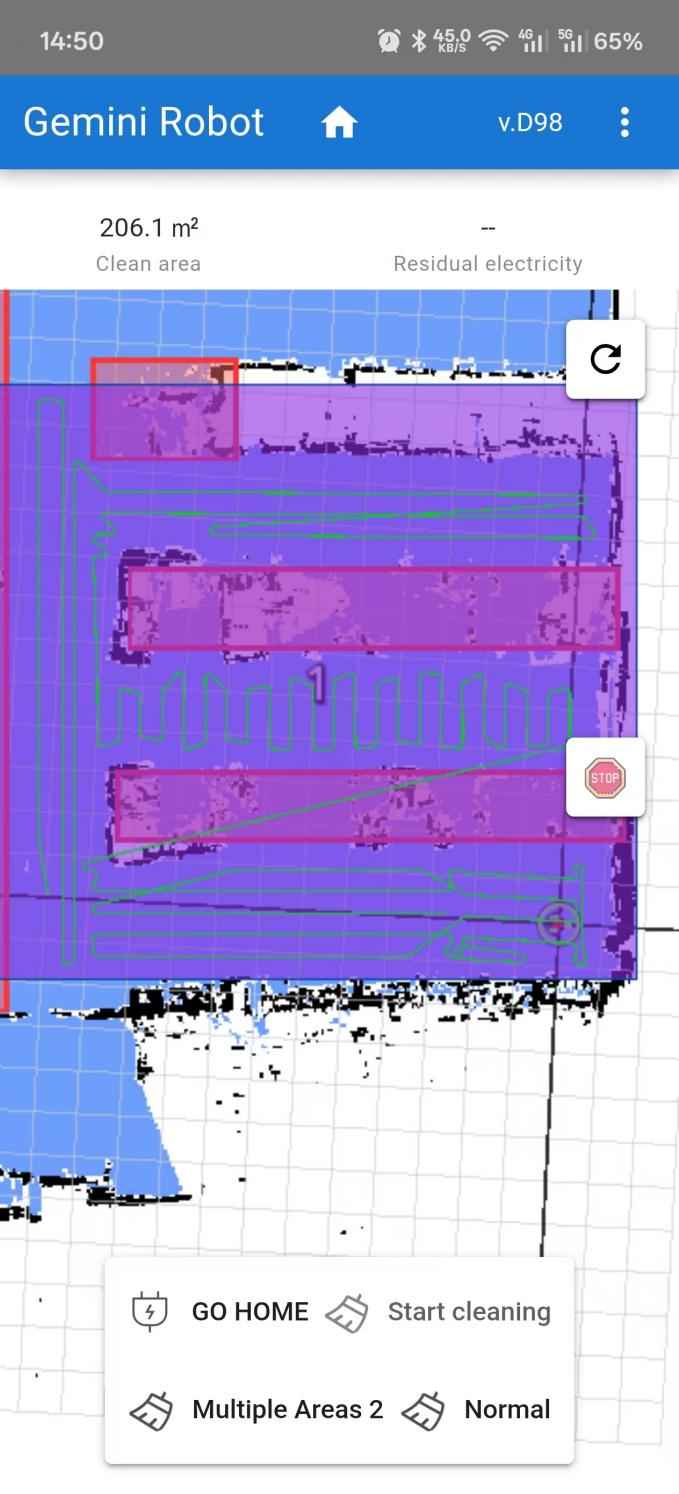 14:50 45.0 KB/S 4G 5G 65%
Gemini Robot v.D98
206.1 m² --
Clean area Residual electricity
1
STOP
GO HOME Start cleaning
Multiple Areas 2 Normal